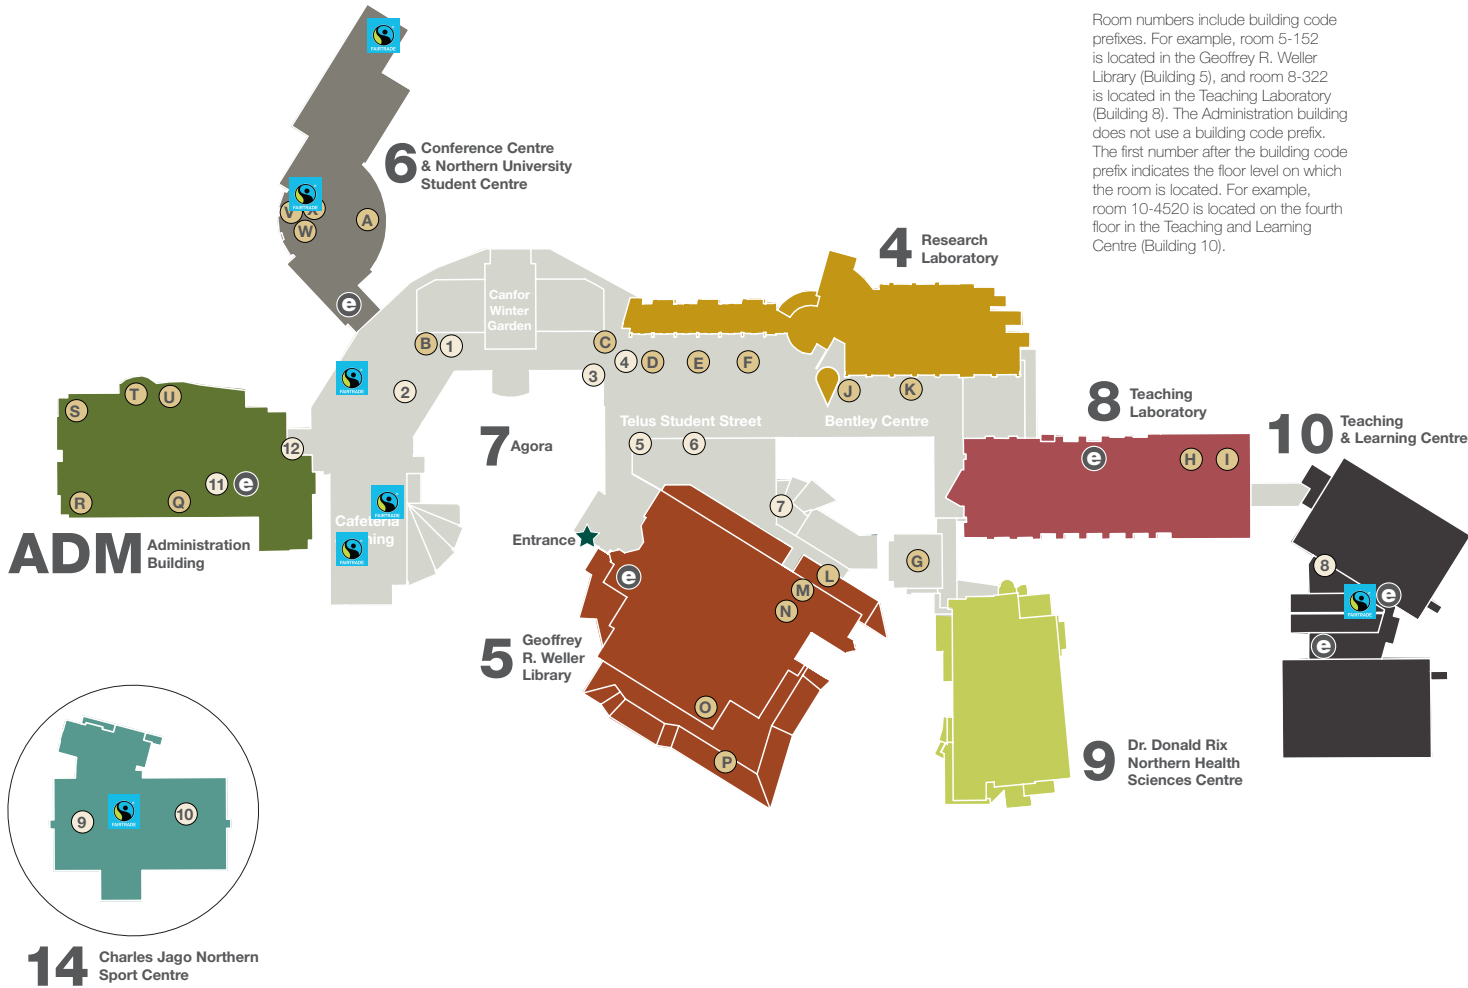 Room numbers include building code
prefixes. For example, room 5-152
is located in the Geoffrey R. Weller
Library (Building 5), and room 8-322
is located in the Teaching Laboratory
(Building 8). The Administration building
does not use a building code prefix.
The first number after the building code
prefix indicates the floor level on which
the room is located. For example,
room 10-4520 is located on the fourth
floor in the Teaching and Learning
Centre (Building 10).
FAIRTRADE
6
Conference Centre
& Northern University
Student Centre
FAIRTRADE
V
X
W
A
e
4
Research
Laboratory
Canfor
Winter
Garden
B
1
C
3
4
D
E
F
J
K
FAIRTRADE
2
Telus Student Street
Bentley Centre
5
6
7
Agora
8
Teaching
Laboratory
10
Teaching
& Learning Centre
S
T
U
12
11
e
R
Q
e
H
I
FAIRTRADE
Cafeteria
FAIRTRADE
7
ADM
Administration
Building
Entrance
e
G
L
M
N
8
FAIRTRADE
e
e
5
Geoffrey
R. Weller
Library
O
P
9
Dr. Donald Rix
Northern Health
Sciences Centre
9
FAIRTRADE
10
14
Charles Jago Northern
Sport Centre